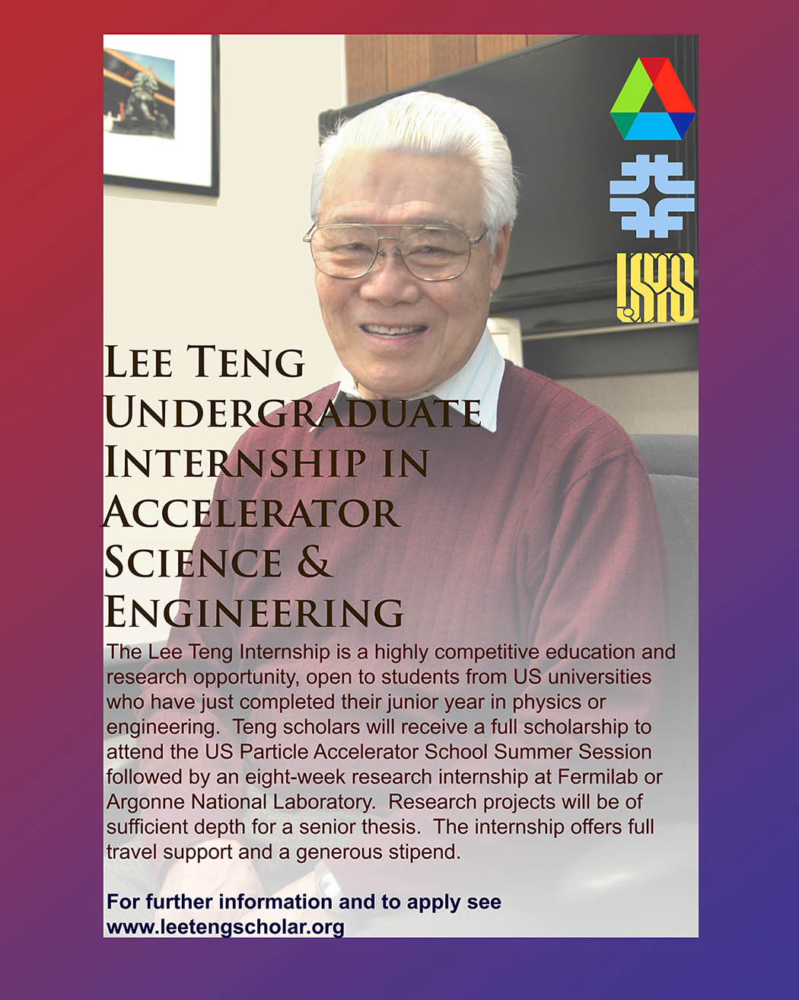 Lee Teng
Undergraduate
Internship in
Accelerator
Science &
Engineering
The Lee Teng Internship is a highly competitive education and
research opportunity, open to students from US universities
who have just completed their junior year in physics or
engineering.  Teng scholars will receive a full scholarship to
attend the US Particle Accelerator School Summer Session
followed by an eight-week research internship at Fermilab or
Argonne National Laboratory.  Research projects will be of
sufficient depth for a senior thesis.  The internship offers full
travel support and a generous stipend.
For further information and to apply see
www.leetengscholar.org